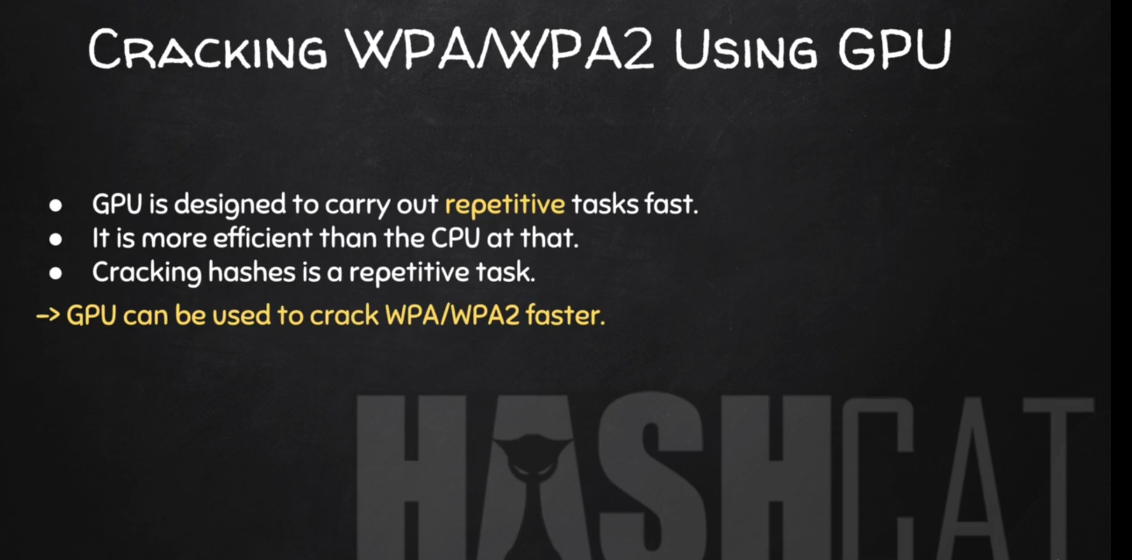 CRACKING WPA/WPA2 USING GPU
● GPU is designed to carry out repetitive tasks fast.
● It is more efficient than the CPU at that.
● Cracking hashes is a repetitive task.
–> GPU can be used to crack WPA/WPA2 faster.
HASHCAT